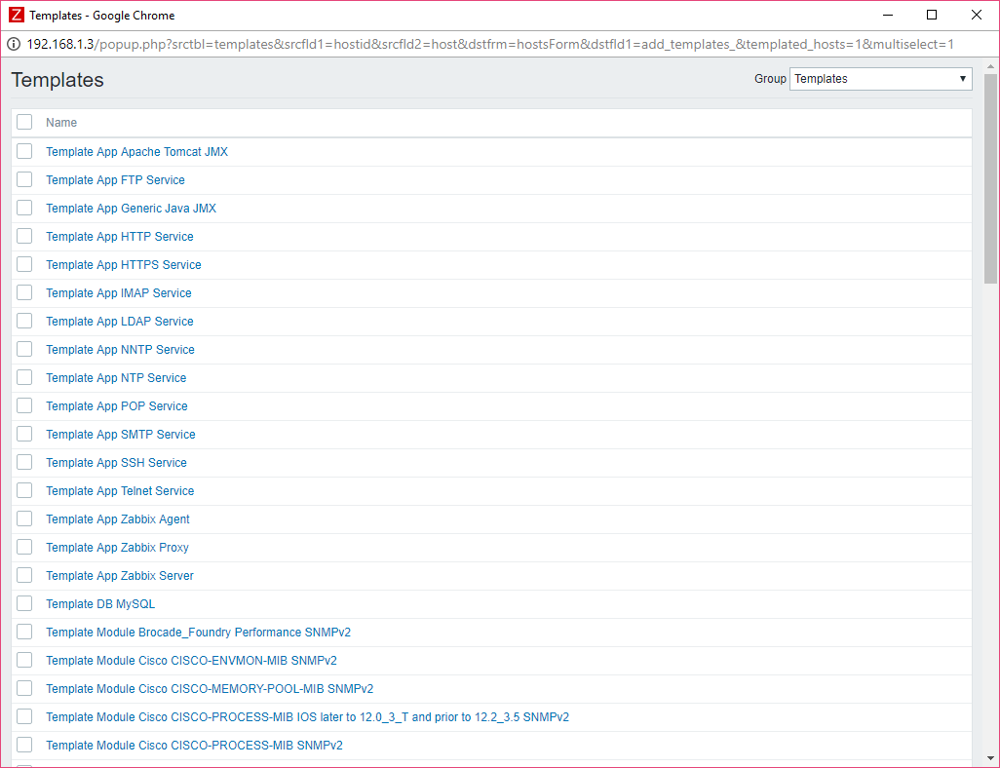 Templates - Google Chrome
192.168.1.3/popup.php?srctbl=templates&srcfld1=hostid&srcfld2=host&dstfrm=hostsForm&dstfld1=add_templates_&templated_hosts=1&multiselect=1
Templates
Group Templates
Name
Template App Apache Tomcat JMX
Template App FTP Service
Template App Generic Java JMX
Template App HTTP Service
Template App HTTPS Service
Template App IMAP Service
Template App LDAP Service
Template App NNTP Service
Template App NTP Service
Template App POP Service
Template App SMTP Service
Template App SSH Service
Template App Telnet Service
Template App Zabbix Agent
Template App Zabbix Proxy
Template App Zabbix Server
Template DB MySQL
Template Module Brocade_Foundry Performance SNMPv2
Template Module Cisco CISCO-ENVMON-MIB SNMPv2
Template Module Cisco CISCO-MEMORY-POOL-MIB SNMPv2
Template Module Cisco CISCO-PROCESS-MIB IOS later to 12.0_3_T and prior to 12.2_3.5 SNMPv2
Template Module Cisco CISCO-PROCESS-MIB SNMPv2